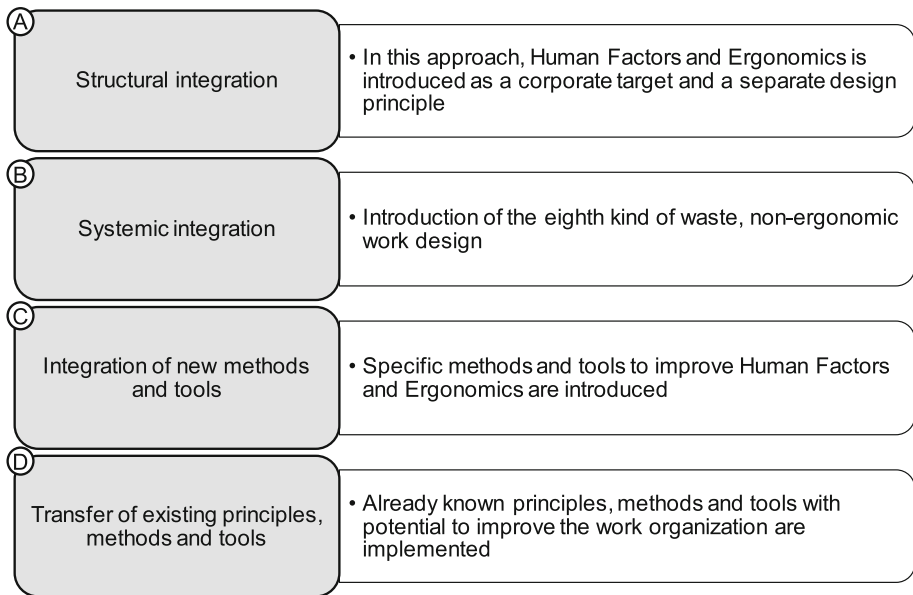 A
Structural integration
• In this approach, Human Factors and Ergonomics is
introduced as a corporate target and a separate design
principle
B
Systemic integration
• Introduction of the eighth kind of waste, non-ergonomic
work design
C
Integration of new methods
and tools
• Specific methods and tools to improve Human Factors
and Ergonomics are introduced
D
Transfer of existing principles,
methods and tools
• Already known principles, methods and tools with
potential to improve the work organization are
implemented